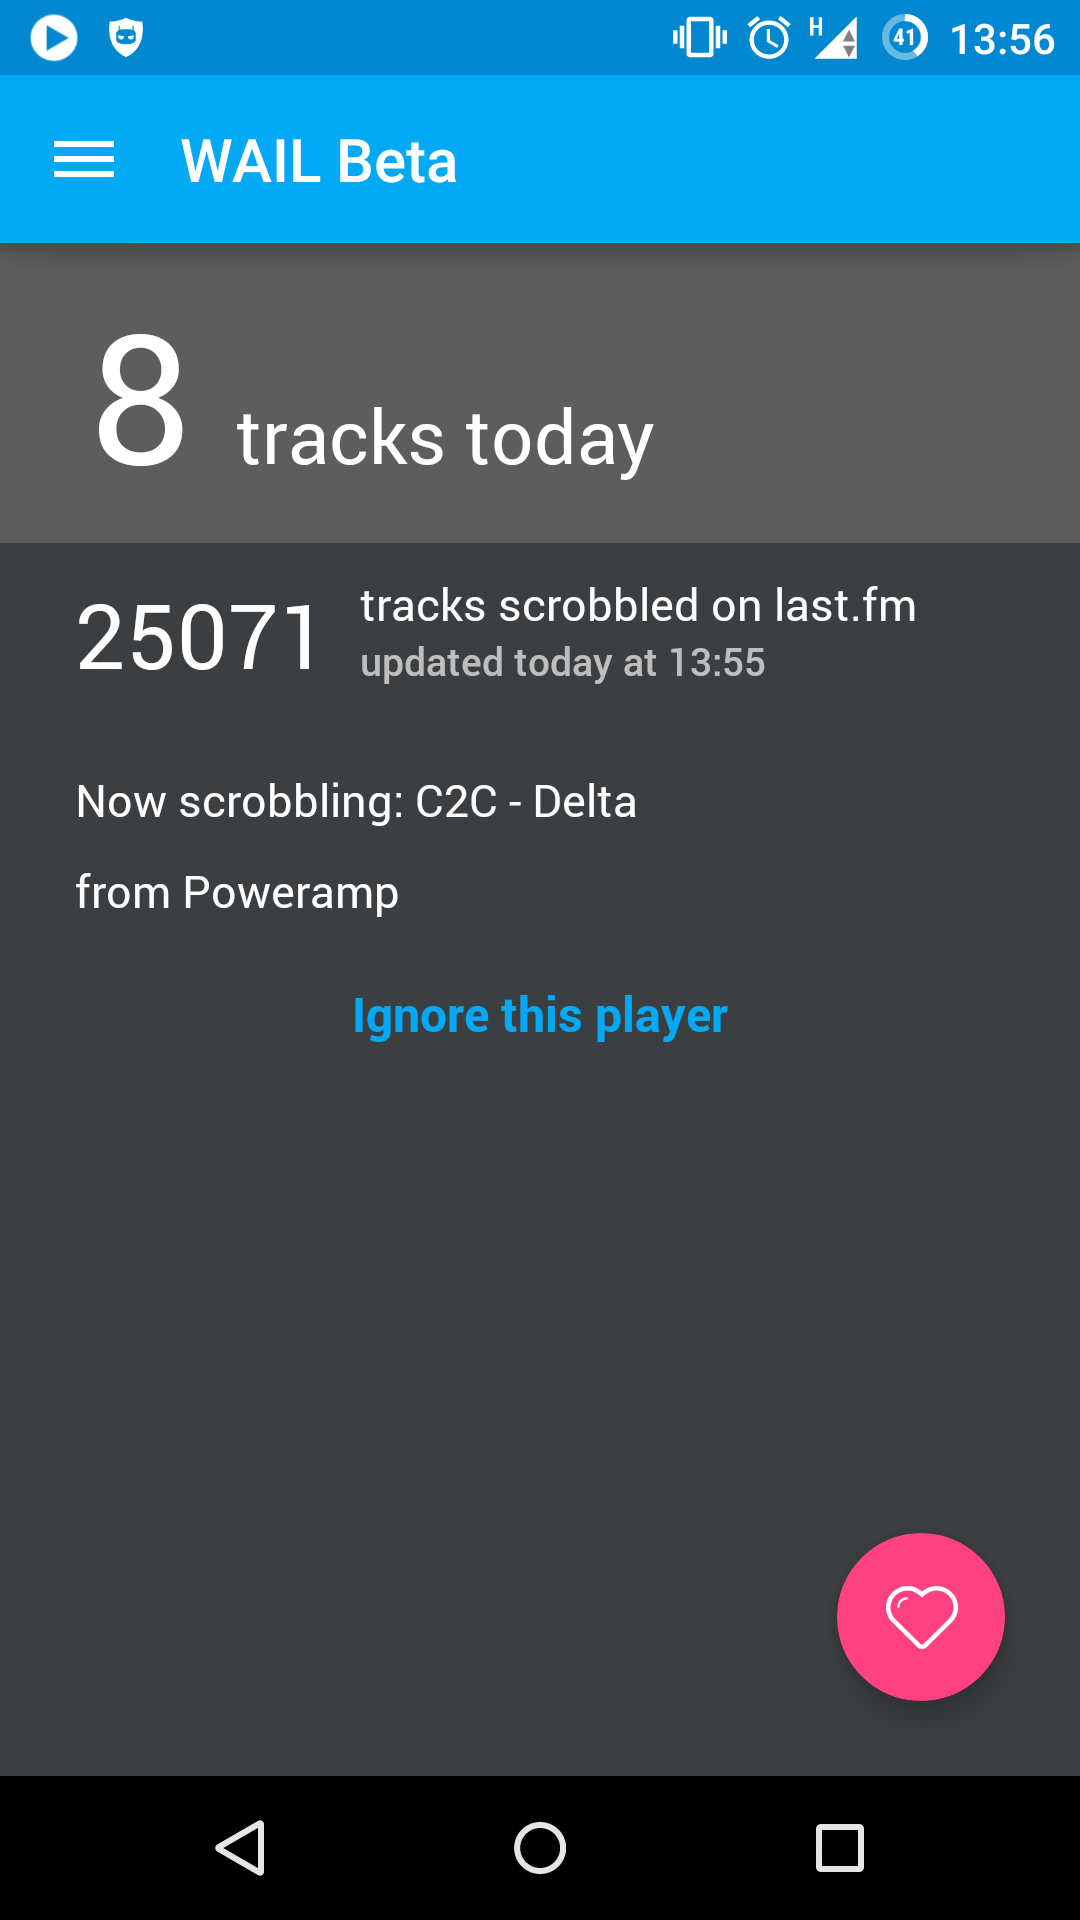 H 41 13:56
WAIL Beta
8 tracks today
25071 tracks scrobbled on last.fm
updated today at 13:55
Now scrobbling: C2C - Delta
from Poweramp
Ignore this player